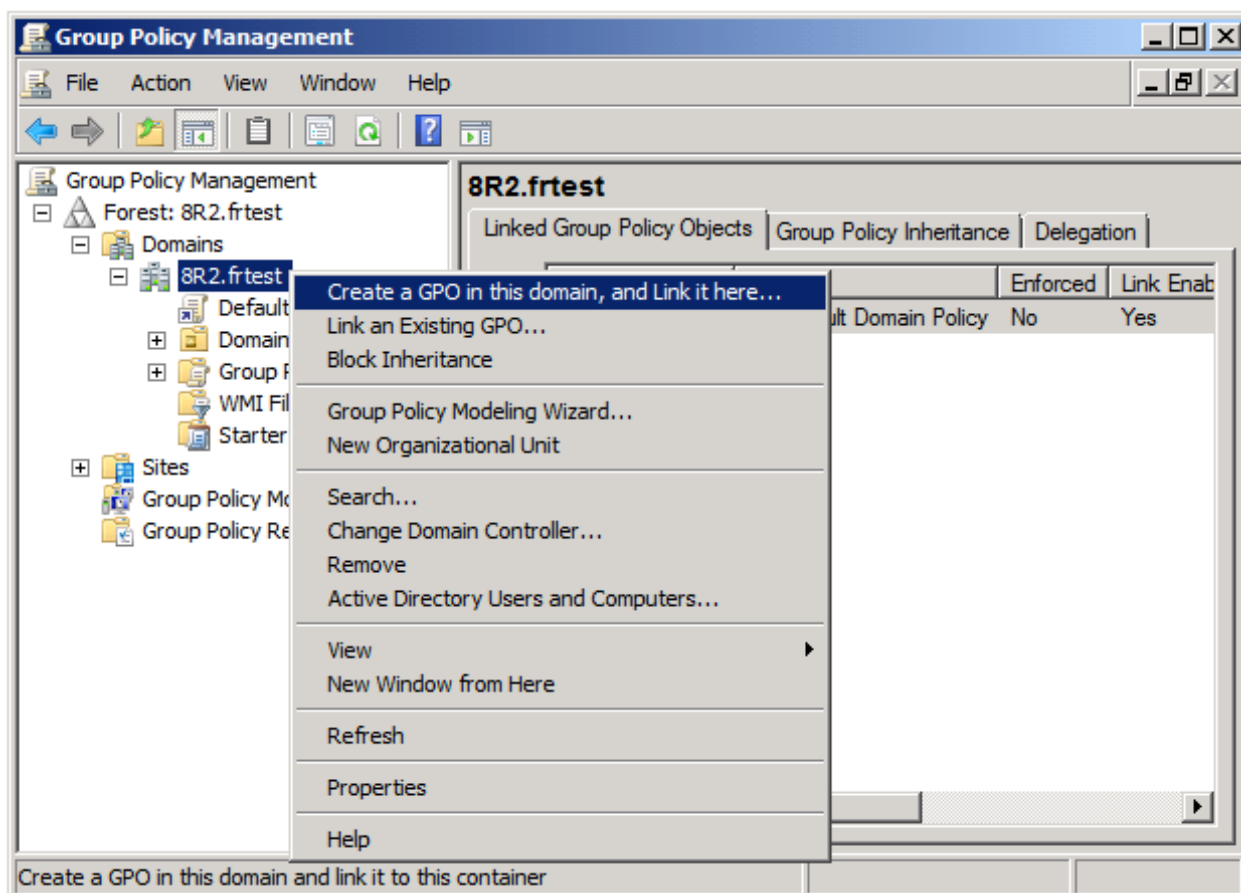 Group Policy Management
File Action View Window Help
Group Policy Management
Forest: 8R2.frtest
Domains
8R2.frtest
Default
Domain
Group
WMI
Starter
Sites
Group Policy
Group Policy
8R2.frtest
Linked Group Policy Objects Group Policy Inheritance Delegation
Enforced Link Enab
Domain Policy No Yes
Create a GPO in this domain, and Link it here...
Link an Existing GPO...
Block Inheritance
Group Policy Modeling Wizard...
New Organizational Unit
Search...
Change Domain Controller...
Remove
Active Directory Users and Computers...
View
New Window from Here
Refresh
Properties
Help
Create a GPO in this domain and link it to this container